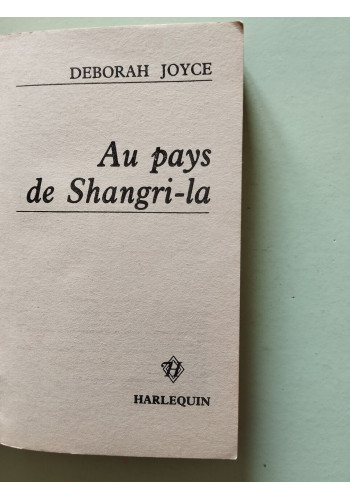 DEBORAH JOYCE
Au pays
de Shangri-la
H
HARLEQUIN